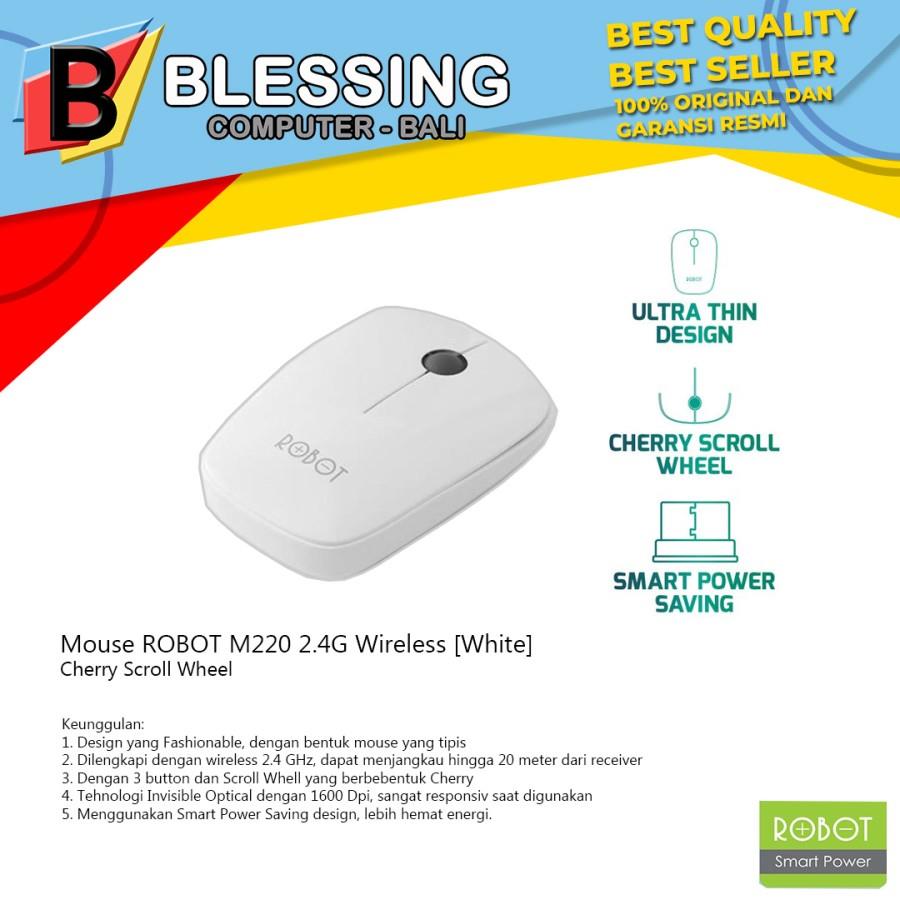 B
BLESSING
COMPUTER - BALI
BEST QUALITY
BEST SELLER
100% ORIGINAL DAN
GARANSI RESMI
ROBOT
ULTRA THIN
DESIGN
CHERRY SCROLL
WHEEL
SMART POWER
SAVING
ROBOT
Mouse ROBOT M220 2.4G Wireless [White]
Cherry Scroll Wheel
Keunggulan:
1. Design yang Fashionable, dengan bentuk mouse yang tipis
2. Dilengkapi dengan wireless 2.4 GHz, dapat menjangkau hingga 20 meter dari receiver
3. Dengan 3 button dan Scroll Whell yang berbebentuk Cherry
4. Tehnologi Invisible Optical dengan 1600 Dpi, sangat responsiv saat digunakan
5. Menggunakan Smart Power Saving design, lebih hemat energi.
ROBOT
Smart Power